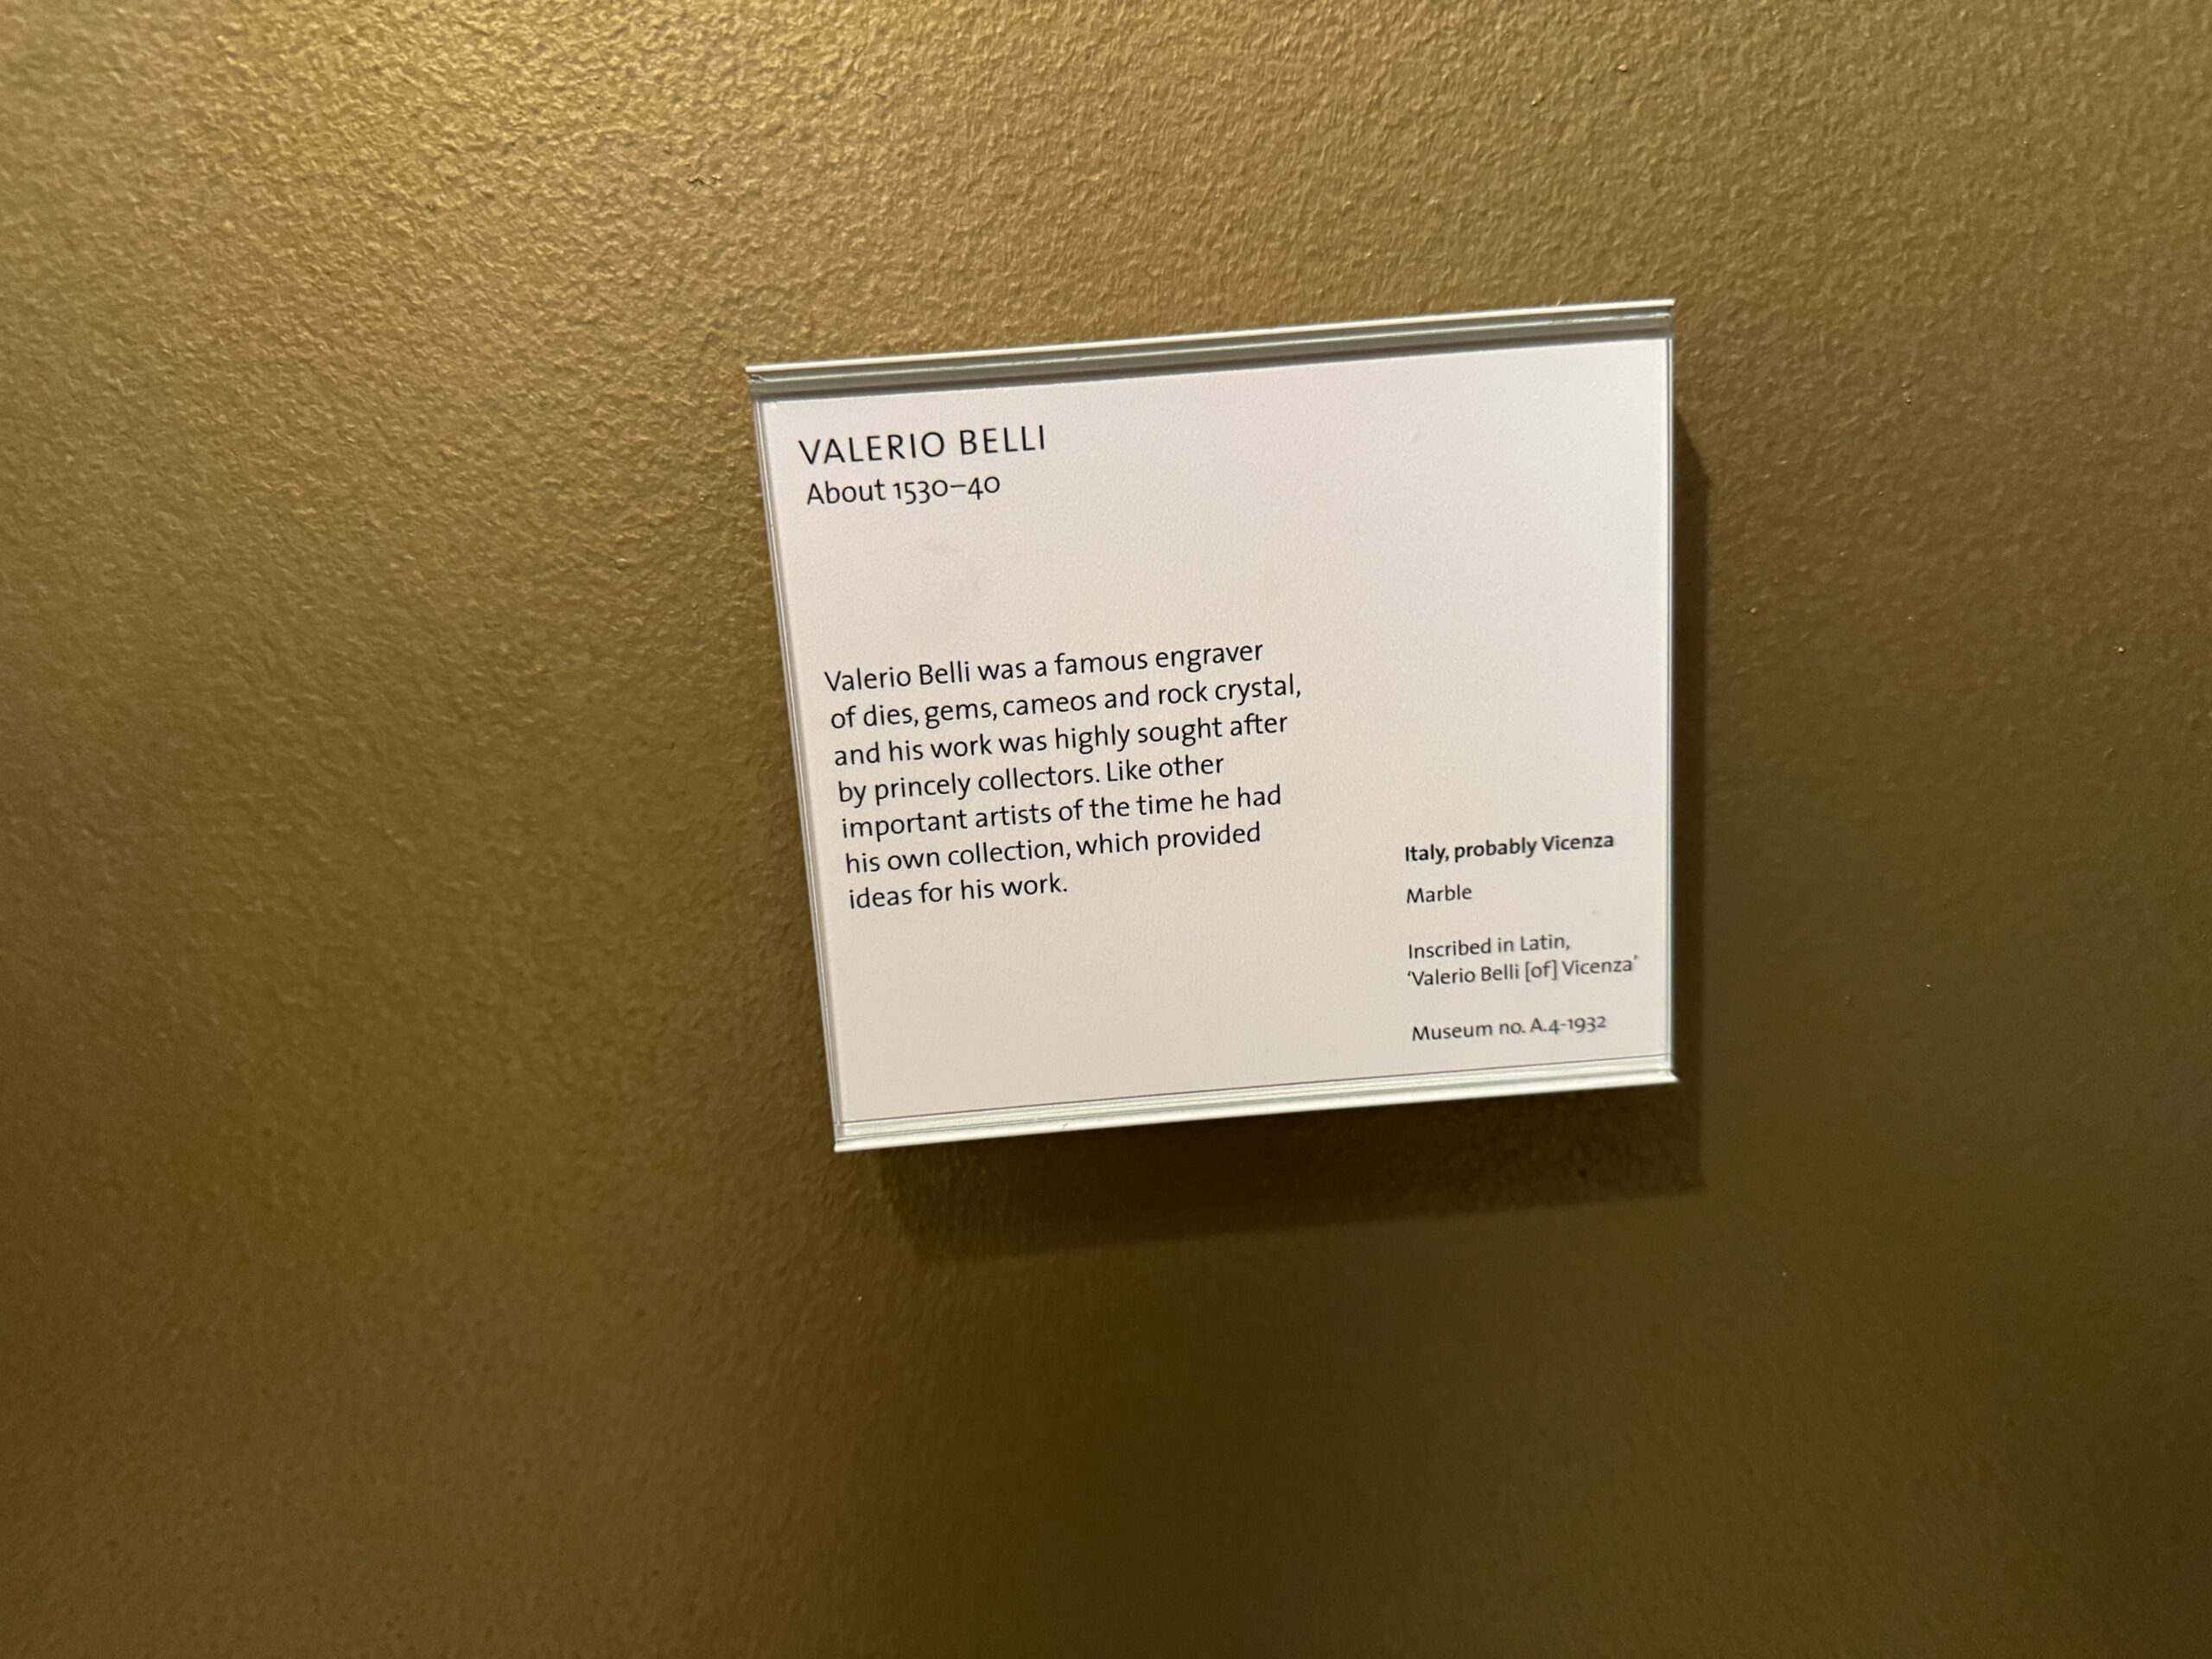 VALERIO BELLI
About 1530–40
Valerio Belli was a famous engraver
of dies, gems, cameos and rock crystal,
and his work was highly sought after
by princely collectors. Like other
important artists of the time he had
his own collection, which provided
ideas for his work.
Italy, probably Vicenza
Marble
Inscribed in Latin,
‘Valerio Belli [of] Vicenza’
Museum no. A.4-1932